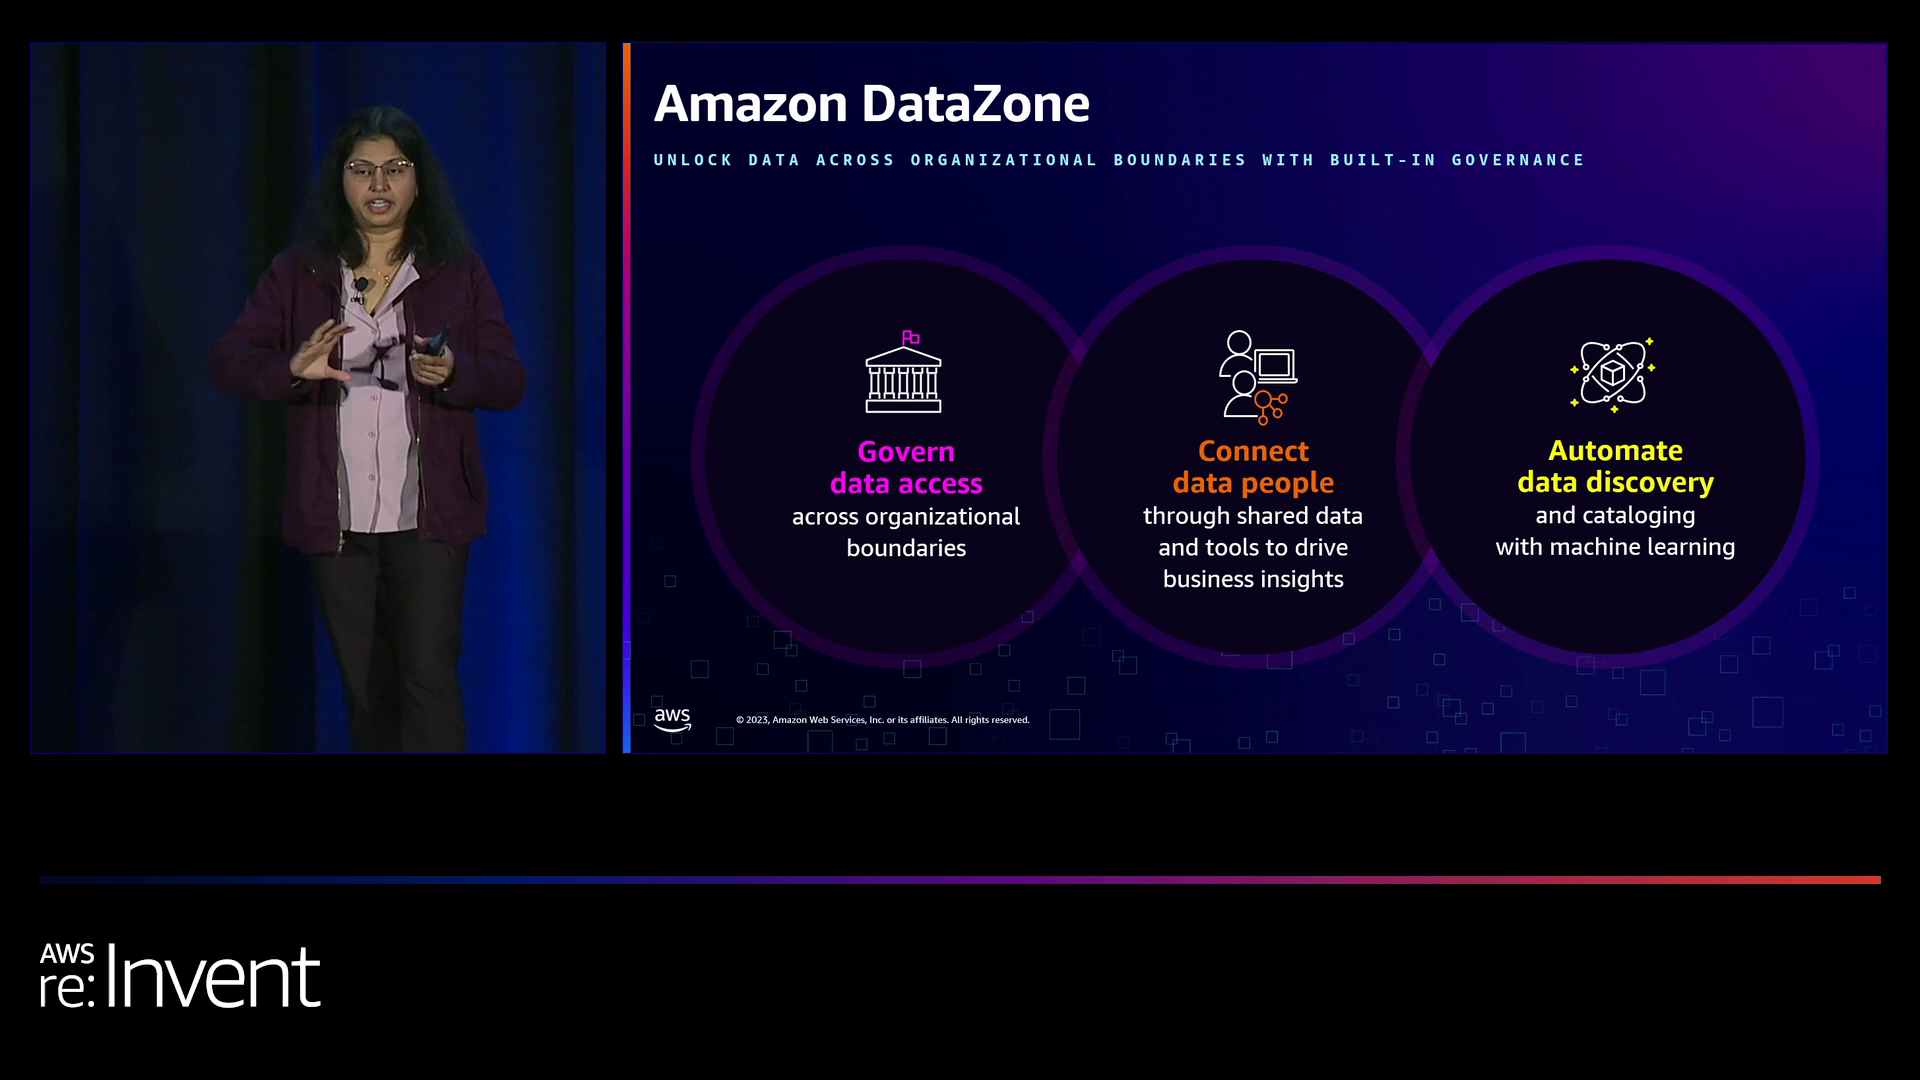 Amazon DataZone
UNLOCK DATA ACROSS ORGANIZATIONAL BOUNDARIES WITH BUILT-IN GOVERNANCE
Govern
data access
across organizational
boundaries
Connect
data people
through shared data
and tools to drive
business insights
Automate
data discovery
and cataloging
with machine learning
aws
© 2023, Amazon Web Services, Inc. or its affiliates. All rights reserved.
AWS
re:Invent